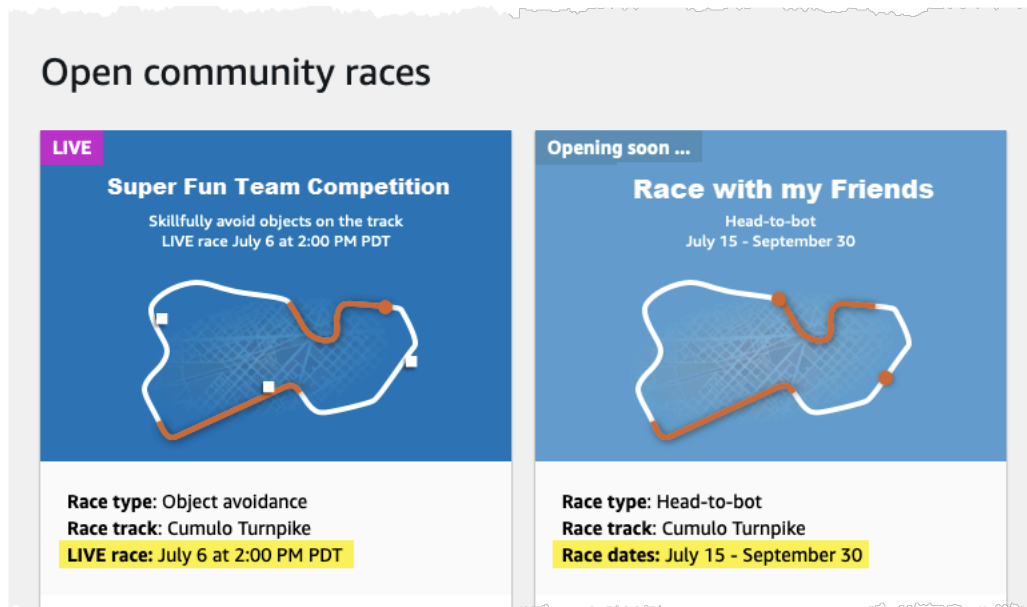 Open community races
LIVE
Super Fun Team Competition
Skillfully avoid objects on the track
LIVE race July 6 at 2:00 PM PDT
Race type: Object avoidance
Race track: Cumulo Turnpike
LIVE race: July 6 at 2:00 PM PDT
Opening soon ...
Race with my Friends
Head-to-bot
July 15 - September 30
Race type: Head-to-bot
Race track: Cumulo Turnpike
Race dates: July 15 - September 30